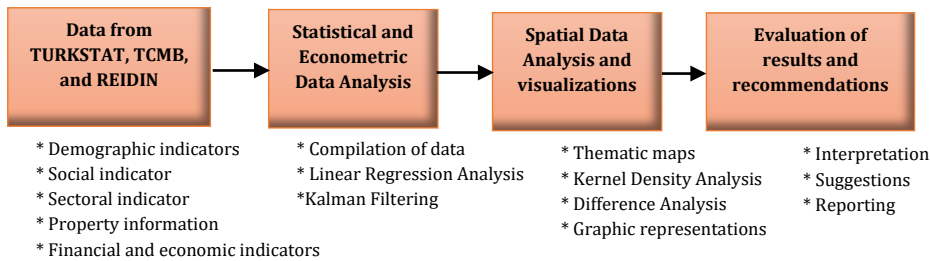 Data from
TURKSTAT, TCMB,
and REIDIN
Statistical and
Econometric
Data Analysis
Spatial Data
Analysis and
visualizations
Evaluation of
results and
recommendations
* Demographic indicators
* Social indicator
* Sectoral indicator
* Property information
* Financial and economic indicators
* Compilation of data
* Linear Regression Analysis
*Kalman Filtering
* Thematic maps
* Kernel Density Analysis
* Difference Analysis
* Graphic representations
* Interpretation
* Suggestions
* Reporting